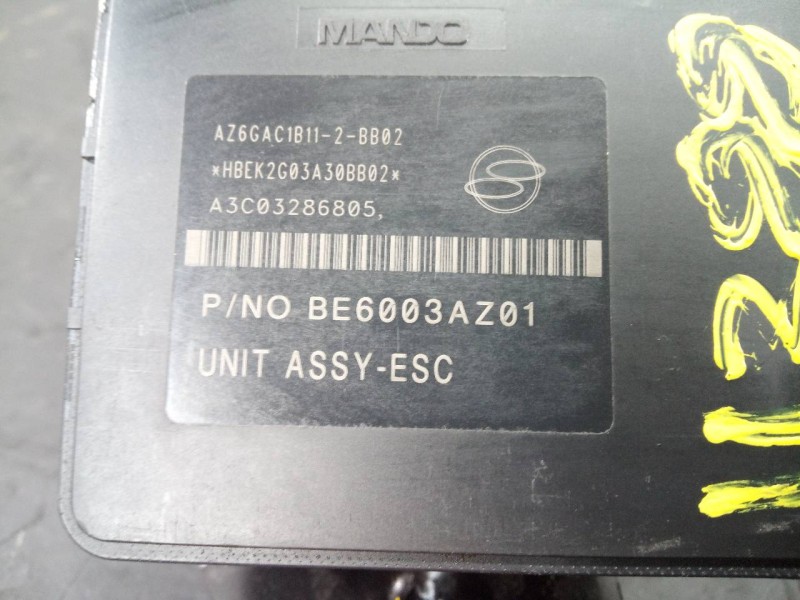 MANDO
AZ6GAC1B11-2-BB02
*HBEK2G03A30BB02*
A3C03286805,
P/NO BE6003AZ01
UNIT ASSY-ESC